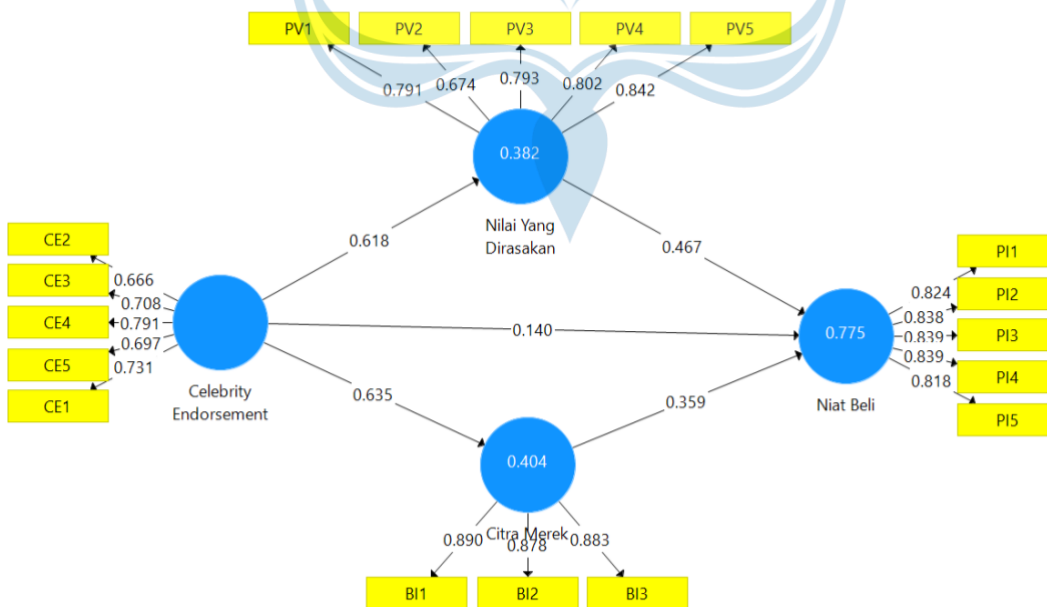 PV1 PV2 PV3 PV4 PV5
0.791 0.674 0.793 0.802 0.842
0.382
Nilai Yang
Dirasakan
0.618 0.467
CE2
CE3
CE4
CE5
CE1
0.666
0.708
0.791
0.697
0.731
Celebrity
Endorsement
0.140
0.635 0.359
0.775
Niat Beli
0.824
0.838
0.839
0.839
0.818
PI1
PI2
PI3
PI4
PI5
0.404
Citra Merek
0.890 0.878 0.883
BI1 BI2 BI3